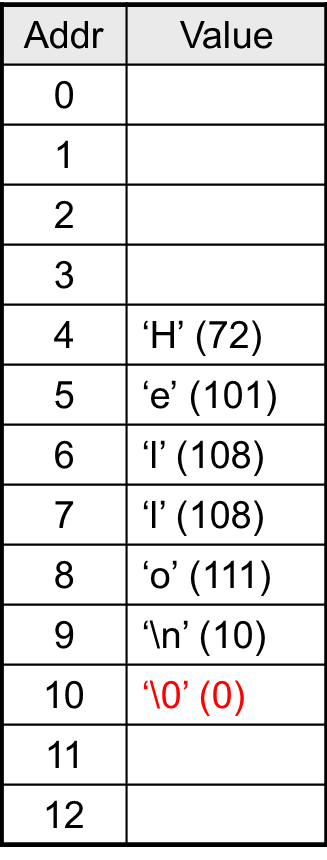 Addr Value
0
1
2
3
4 ‘H’ (72)
5 ‘e’ (101)
6 ‘l’ (108)
7 ‘l’ (108)
8 ‘o’ (111)
9 ‘\n’ (10)
10 ‘\0’ (0)
11
12